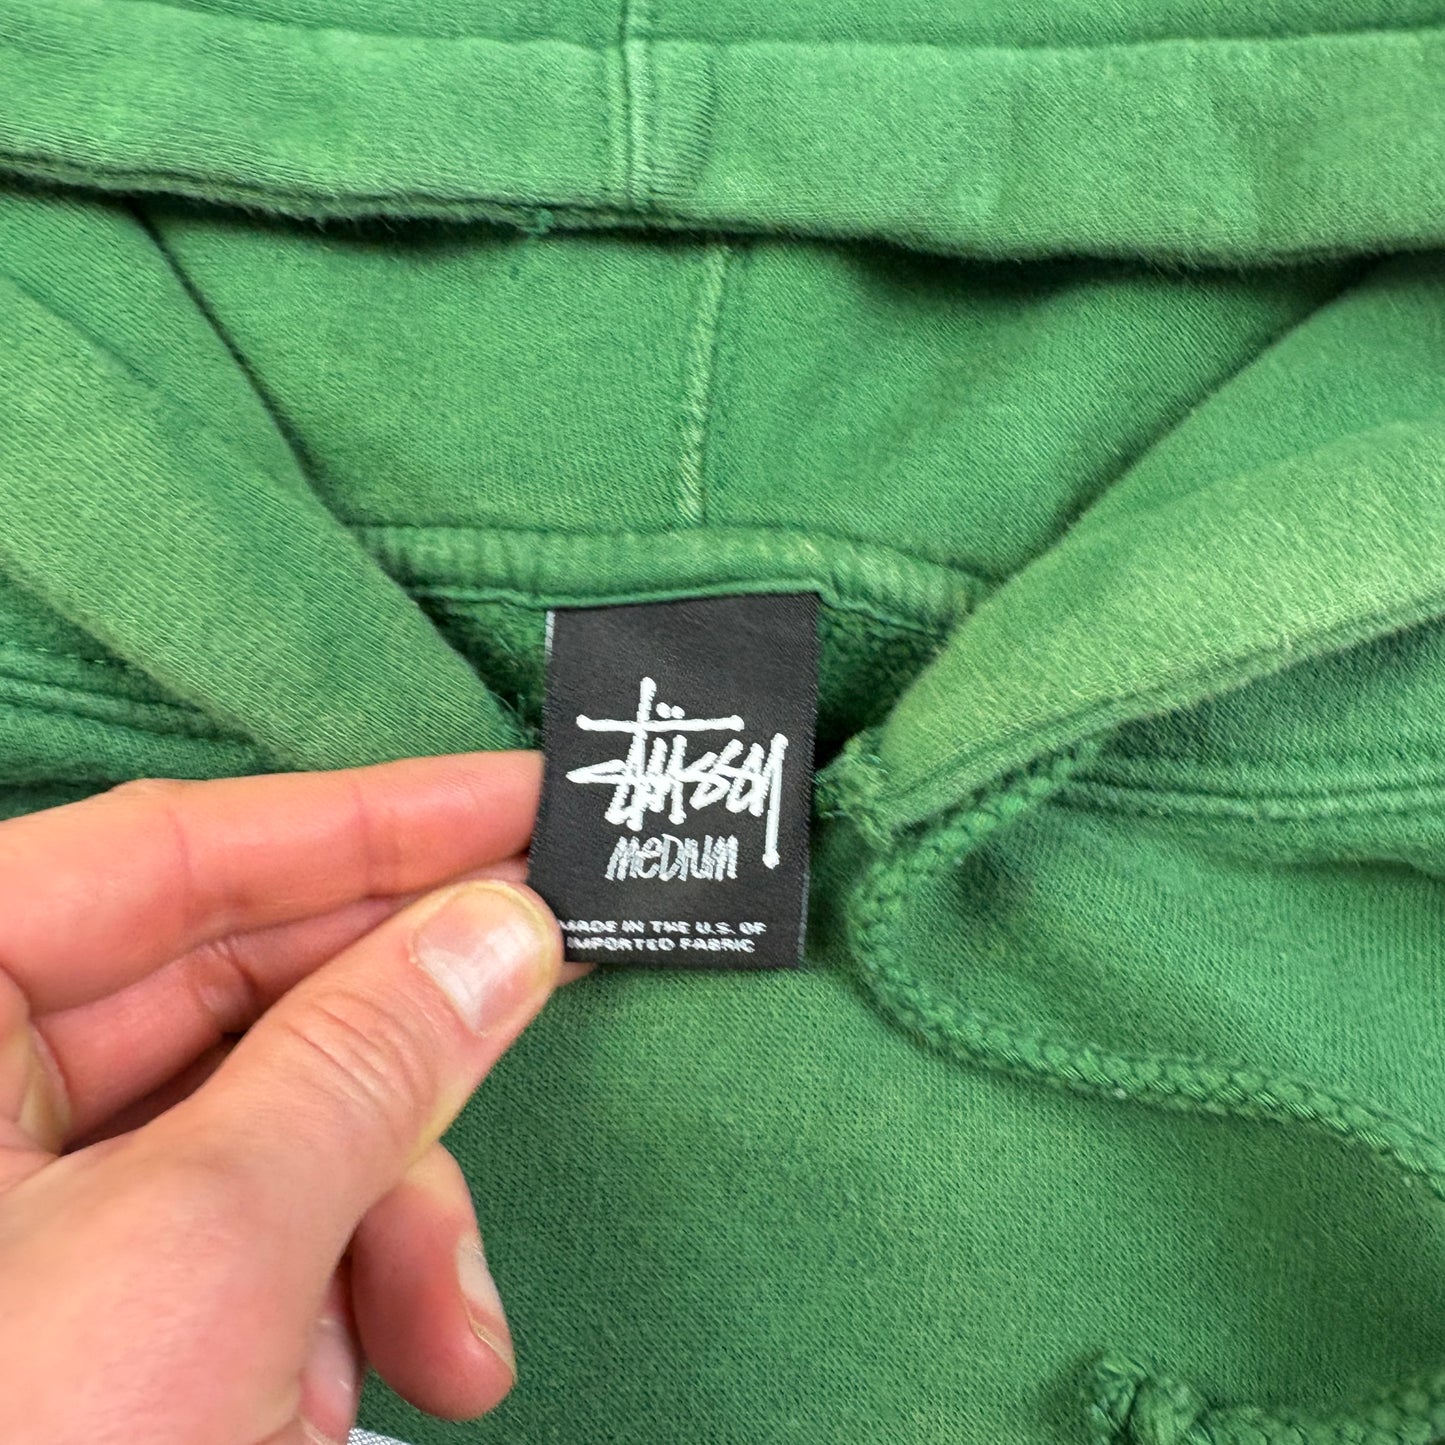 stüssy
MEDIUM
MADE IN THE U.S. OF
IMPORTED FABRIC